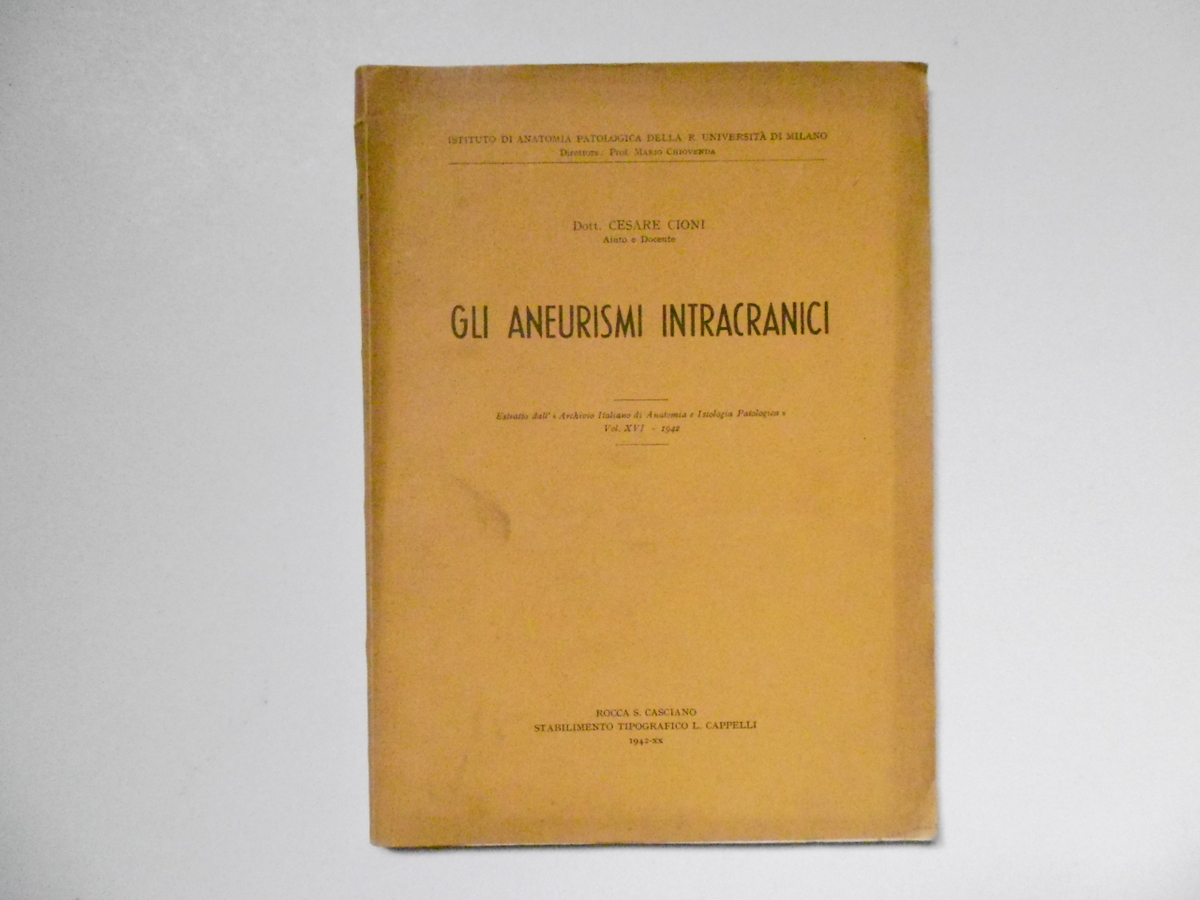 ISTITUTO DI ANATOMIA PATOLOGICA DELLA R. UNIVERSITÀ DI MILANO
Direttore: Prof. MARIO CHIOVENDA
Dott. CESARE CIONI
Aiuto e Docente
GLI ANEURISMI INTRACRANICI
Estratto dall' « Archivio Italiano di Anatomia e Istologia Patologica »
Vol. XVI - 1942
ROCCA S. CASCIANO
STABILIMENTO TIPOGRAFICO L. CAPPELLI
1942-XX